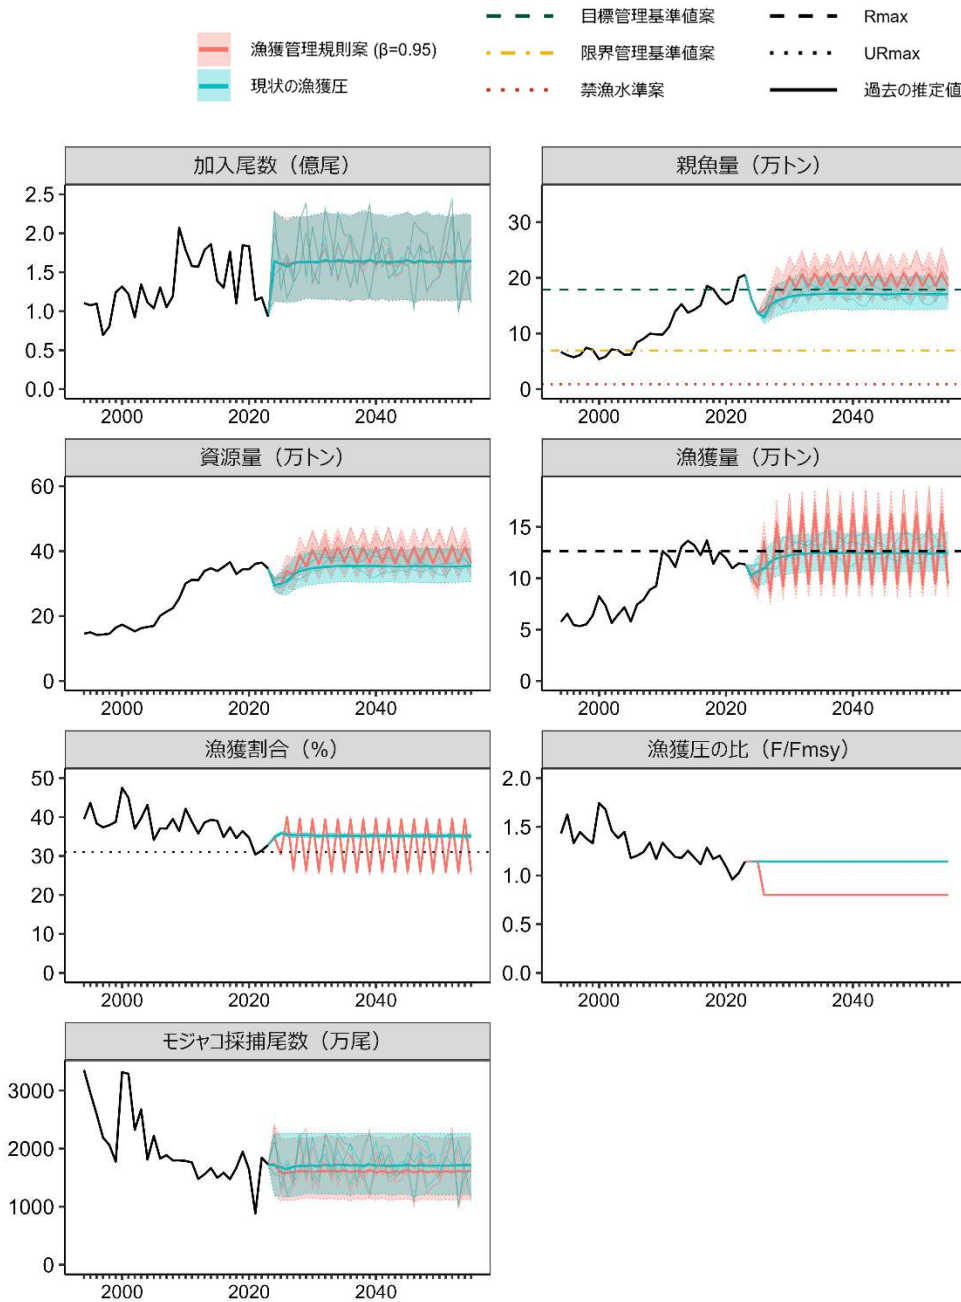 漁獲管理規則案 (β=0.95)
現状の漁獲圧
目標管理基準値案
限界管理基準値案
禁漁水準案
Rmax
URmax
過去の推定値
加入尾数（億尾）
2.5
2.0
1.5
1.0
0.5
0.0
2000 2020 2040
親魚量（万トン）
30
20
10
0
2000 2020 2040
資源量（万トン）
60
40
20
0
2000 2020 2040
漁獲量（万トン）
15
10
5
0
2000 2020 2040
漁獲割合（%）
50
40
30
20
10
0
2000 2020 2040
漁獲圧の比（F/Fmsy）
2.0
1.5
1.0
0.5
0.0
2000 2020 2040
モジャコ採捕尾数（万尾）
3000
2000
1000
0
2000 2020 2040